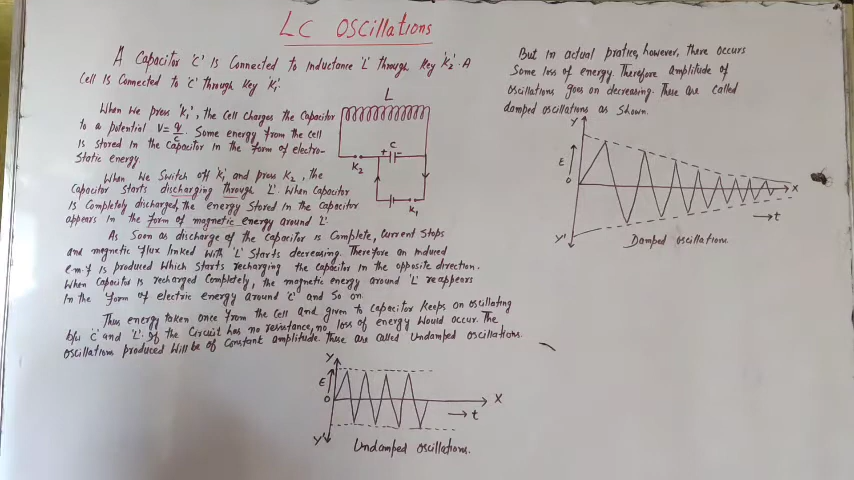 LC OSCILLATIONS
A Capacitor 'C' is Connected to Inductance 'L' Through Key 'K2'. A
Cell is Connected to 'C' through Key 'K1'.
When we press 'K1', the Cell Charges the Capacitor
to a potential V= q/C. Some energy from the cell
is stored in the Capacitor in the form of electro-
static energy.
When We Switch off K1 and press K2, the
Capacitor Starts discharging through 'L'. When Capacitor
is Completely discharged, the energy Stored in the Capacitor
appears in the form of magnetic energy around 'L'
As Soon as discharge of the Capacitor is Complete, Current Stops
and magnetic flux linked with 'L' Starts decreasing. Therefore an induced
e.m.f is produced Which Starts recharging the capacitor in the opposite direction.
When Capacitor is recharged Completely, the magnetic energy around 'L' reappears
in the form of electric energy around 'C' and So on.
Thus energy taken once from the Cell and given to Capacitor Keeps on oscillating
b/w 'C' and 'L'. If the Circuit has no resistance, no loss of energy Would occur. The
oscillations produced Will be of Constant amplitude. These are called Undamped oscillations.
L
+ C -
K2
K1
Y
E
O
X
t
Y'
Undamped oscillations.
But in actual pratice, however, there occurs
Some loss of energy. Therefore amplitude of
oscillations goes on decreasing. These are called
damped oscillations as Shown.
Y
E
O
X
t
Y'
Damped oscillations.